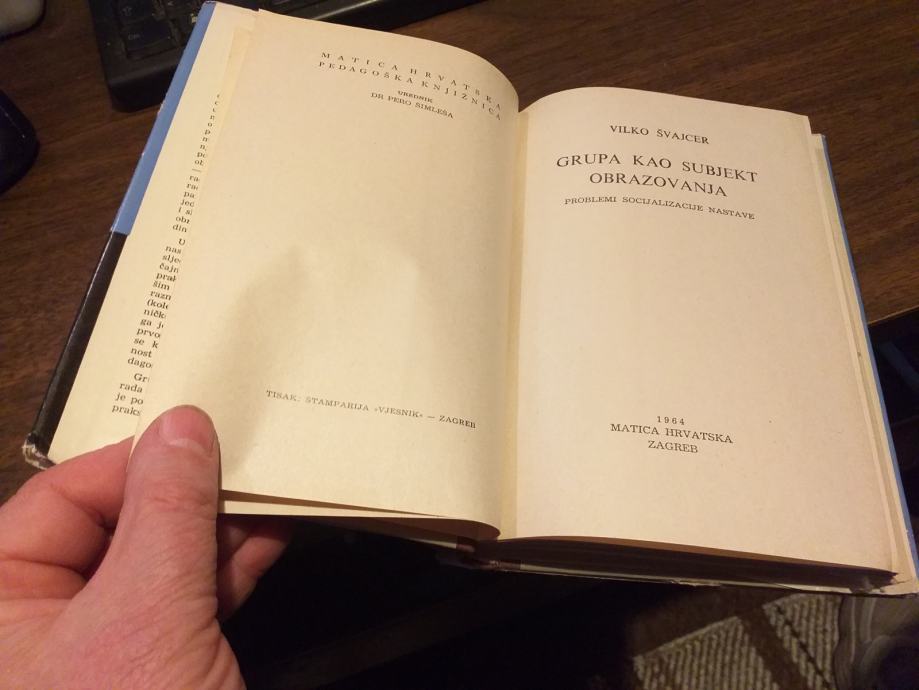 MATICA HRVATSKA
PEDAGOŠKA KNJIŽNICA
UREDNIK
DR PERO ŠIMLEŠA
TISAK: ŠTAMPARIJA »VJESNIK« — ZAGREB
VILKO ŠVAJCER
GRUPA KAO SUBJEKT
OBRAZOVANJA
PROBLEMI SOCIJALIZACIJE NASTAVE
1964
MATICA HRVATSKA
ZAGREB